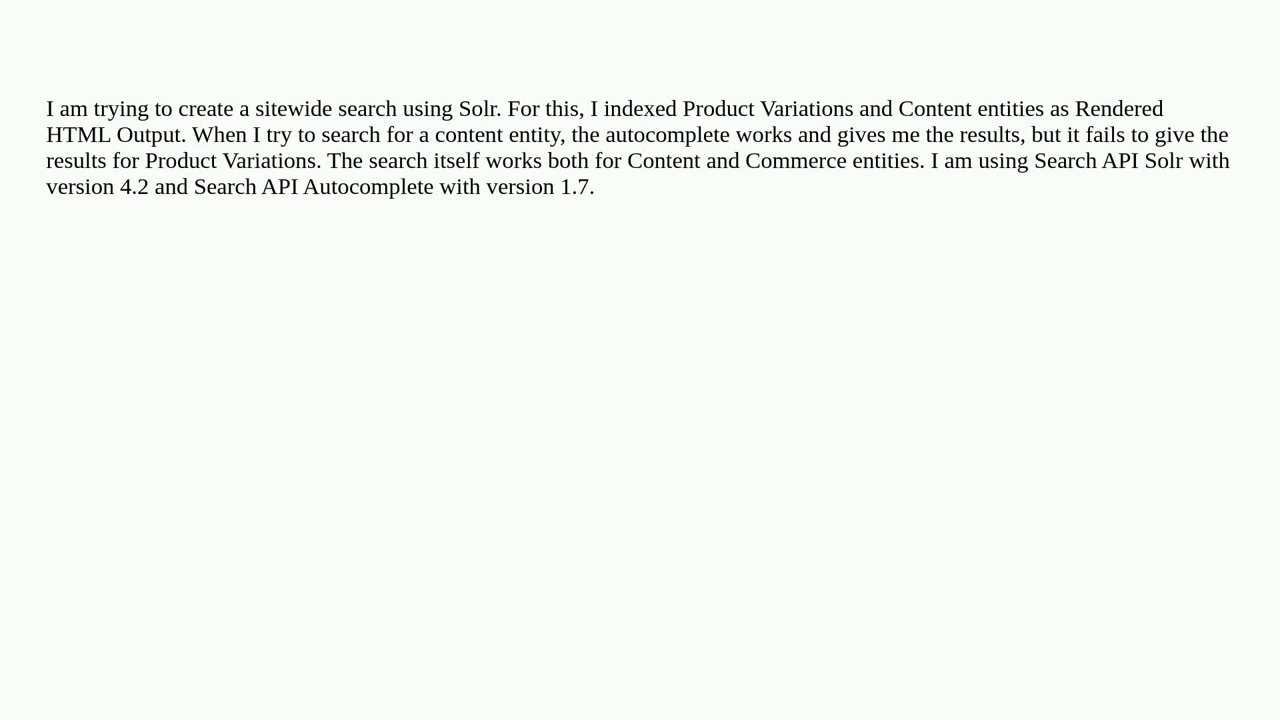 I am trying to create a sitewide search using Solr. For this, I indexed Product Variations and Content entities as Rendered
HTML Output. When I try to search for a content entity, the autocomplete works and gives me the results, but it fails to give the
results for Product Variations. The search itself works both for Content and Commerce entities. I am using Search API Solr with
version 4.2 and Search API Autocomplete with version 1.7.